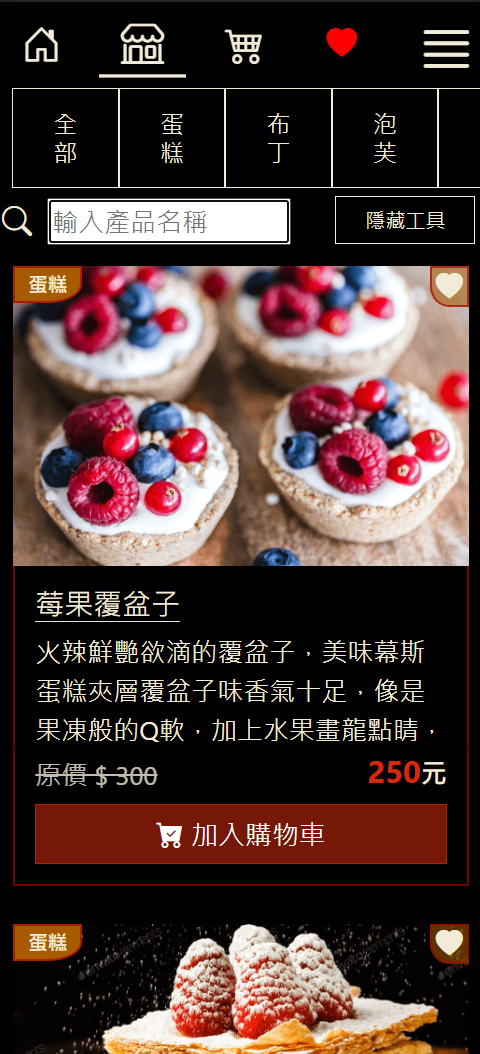 全部
蛋糕
布丁
泡芙
輸入產品名稱
隱藏工具
蛋糕
莓果覆盆子
火辣鮮艷欲滴的覆盆子，美味幕斯
蛋糕夾層覆盆子味香氣十足，像是
果凍般的Q軟，加上水果畫龍點睛，
原價 $ 300
250元
加入購物車
蛋糕